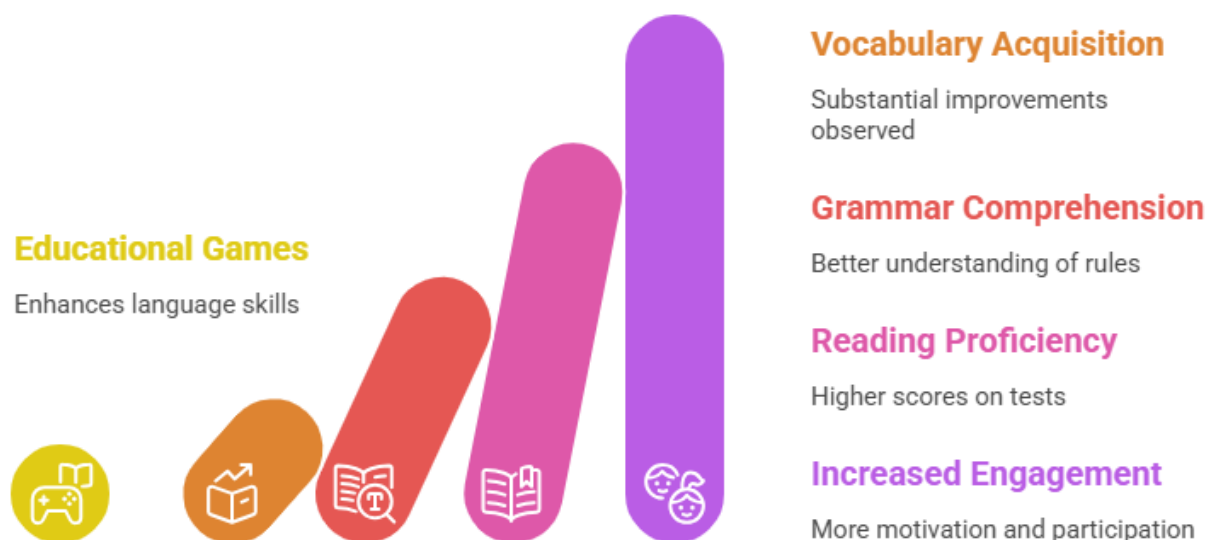 Educational Games
Enhances language skills
Vocabulary Acquisition
Substantial improvements
observed
Grammar Comprehension
Better understanding of rules
Reading Proficiency
Higher scores on tests
Increased Engagement
More motivation and participation
T